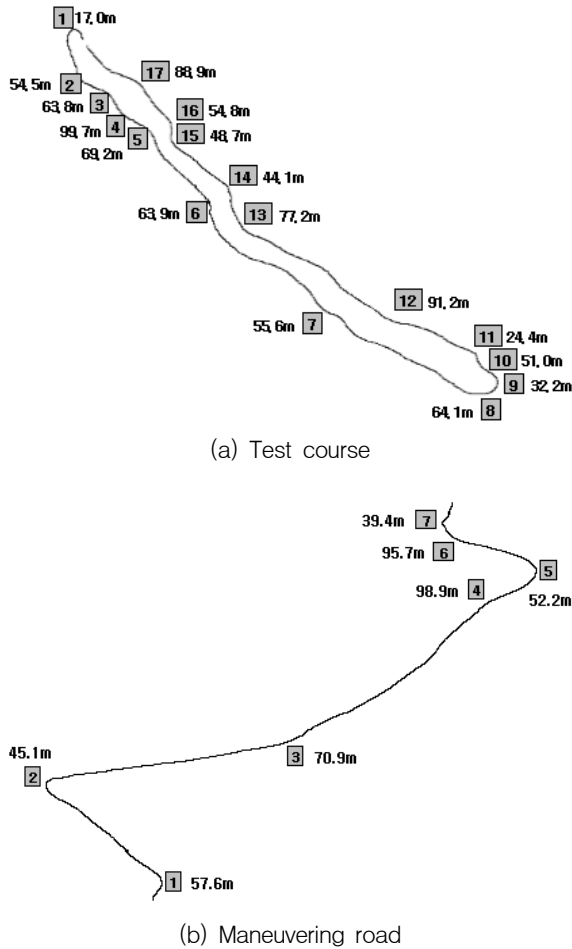 1 17,0m
17 88,9m
54,5m 2
63,8m 3
16 54,8m
99,7m 4
15 48,7m
69,2m 5
14 44,1m
63,9m 6
13 77,2m
12 91,2m
55,6m 7
11 24,4m
10 51,0m
9 32,2m
64,1m 8
(a) Test course
39.4m 7
95.7m 6
5
98.9m 4
52.2m
45.1m
2
3 70.9m
1 57.6m
(b) Maneuvering road